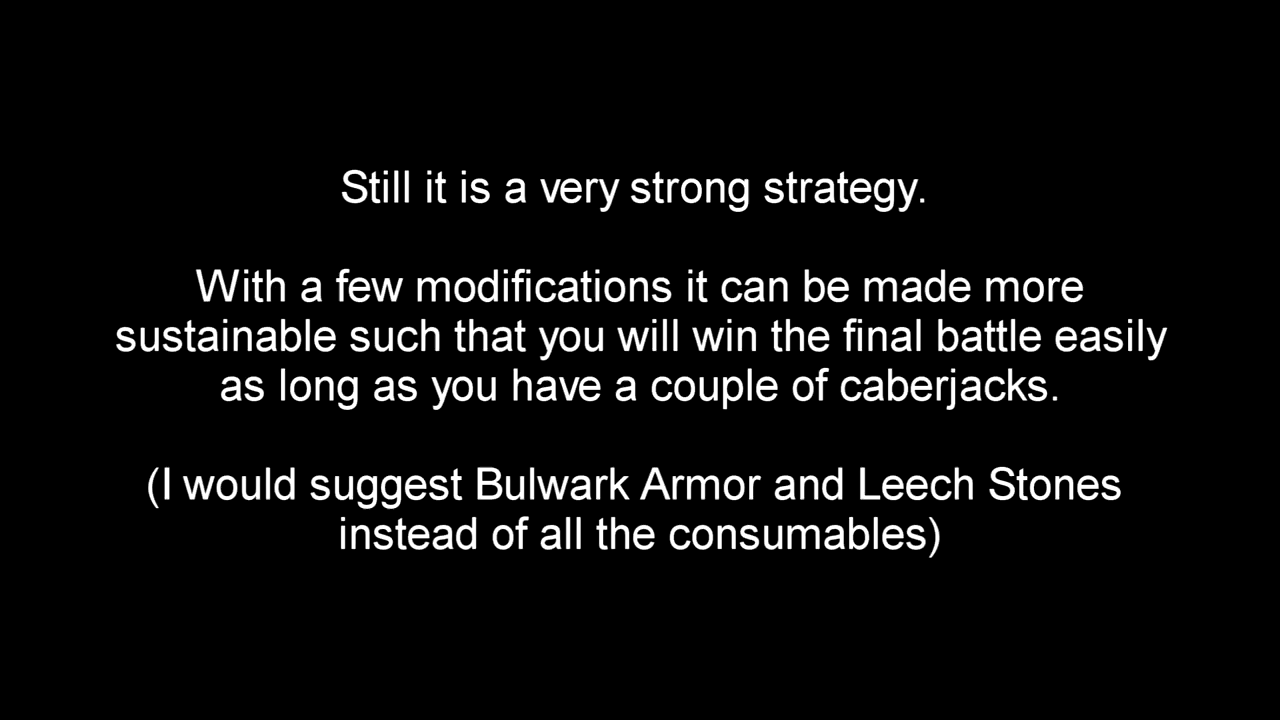 Still it is a very strong strategy.
With a few modifications it can be made more
sustainable such that you will win the final battle easily
as long as you have a couple of caberjacks.
(I would suggest Bulwark Armor and Leech Stones
instead of all the consumables)